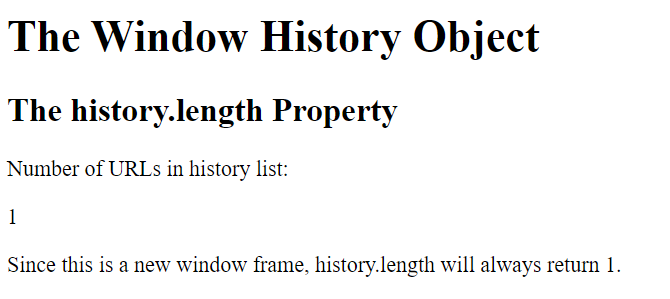 The Window History Object
The history.length Property
Number of URLs in history list:
1
Since this is a new window frame, history.length will always return 1.